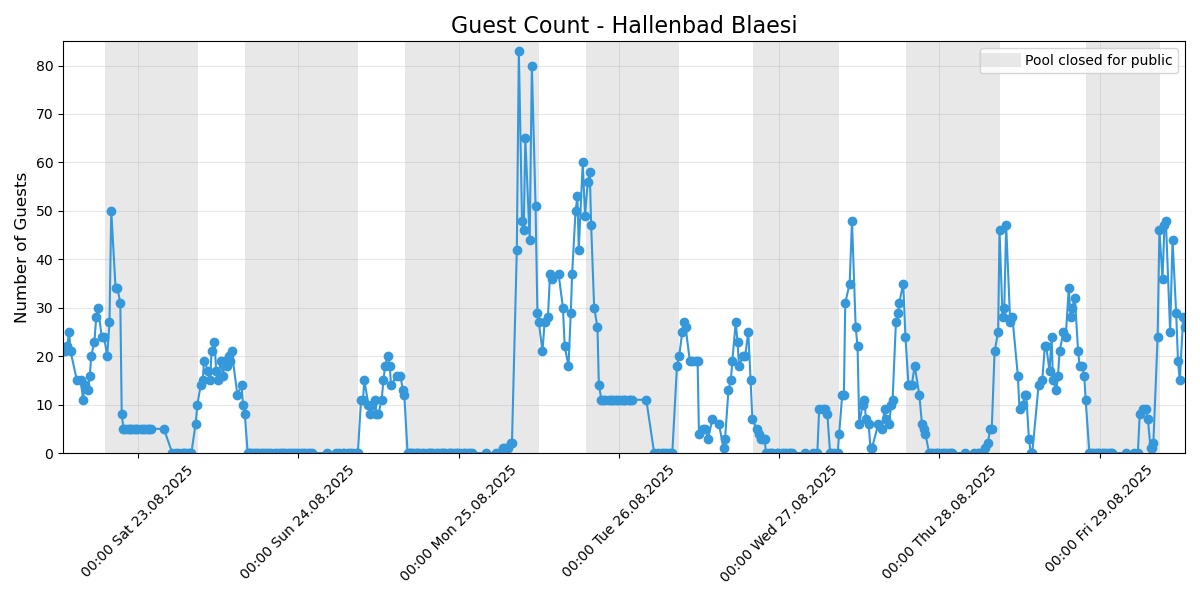 Guest Count - Hallenbad Blaesi
Pool closed for public
Number of Guests
80
70
60
50
40
30
20
10
0
00:00 Sat 23.08.2025
00:00 Sun 24.08.2025
00:00 Mon 25.08.2025
00:00 Tue 26.08.2025
00:00 Wed 27.08.2025
00:00 Thu 28.08.2025
00:00 Fri 29.08.2025